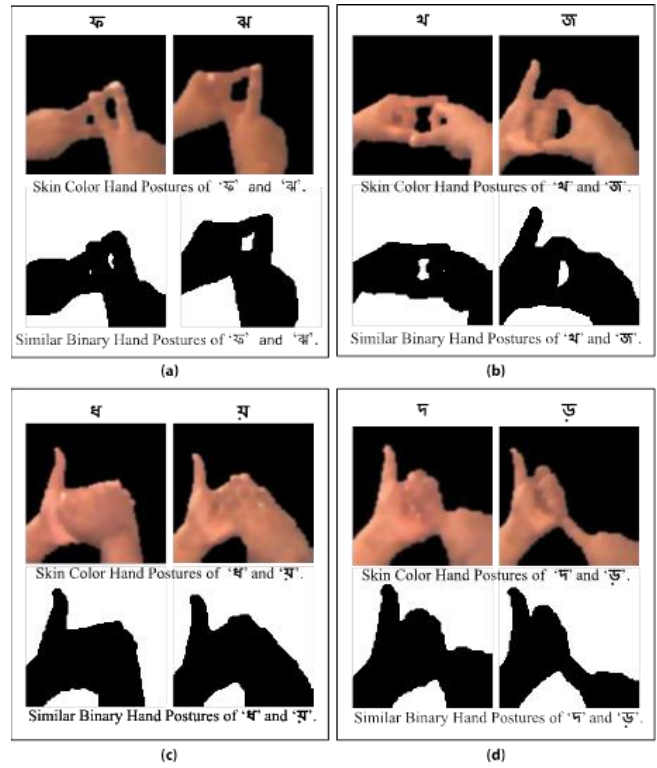 ফ ঝ
Skin Color Hand Postures of ‘ফ’ and ‘ঝ’.
Similar Binary Hand Postures of ‘ফ’ and ‘ঝ’.
(a)
খ জ
Skin Color Hand Postures of ‘খ’ and ‘জ’.
Similar Binary Hand Postures of ‘খ’ and ‘জ’.
(b)
ধ য়
Skin Color Hand Postures of ‘ধ’ and ‘য়’.
Similar Binary Hand Postures of ‘ধ’ and ‘য়’.
(c)
দ ড়
Skin Color Hand Postures of ‘দ’ and ‘ড়’.
Similar Binary Hand Postures of ‘দ’ and ‘ড়’.
(d)